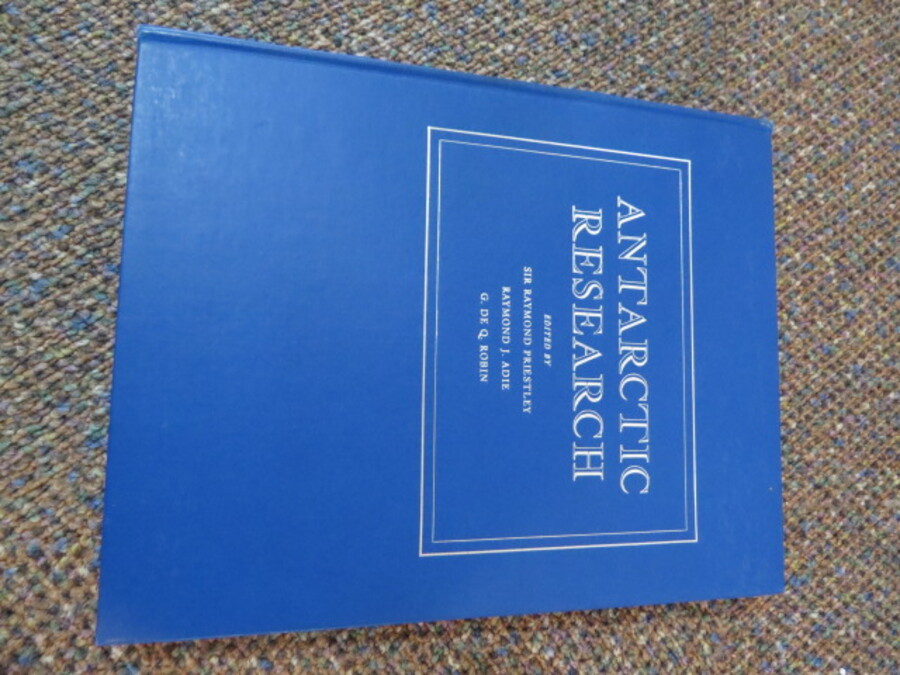 ANTARCTIC
RESEARCH
EDITED BY
SIR RAYMOND PRIESTLEY
RAYMOND J. ADIE
G. DE Q. ROBIN